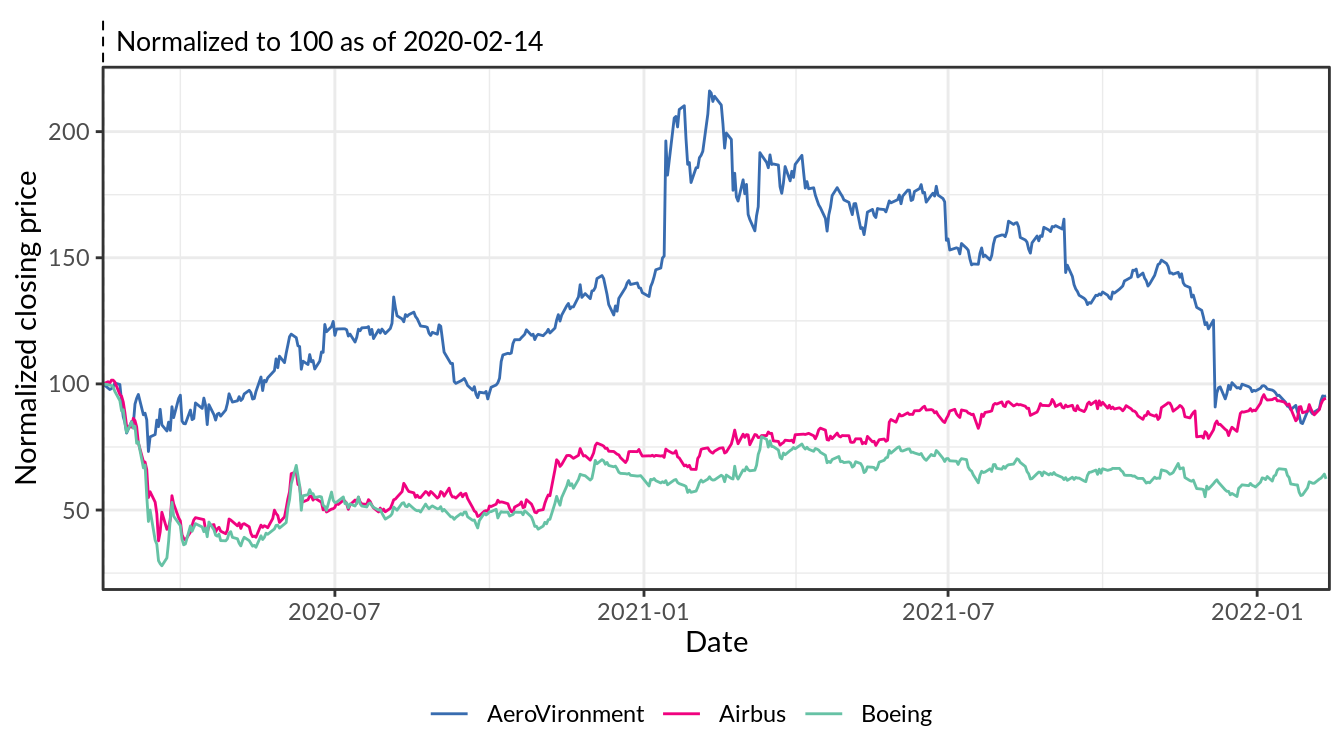 Normalized to 100 as of 2020-02-14
Normalized closing price
200
150
100
50
2020-07
2021-01
2021-07
2022-01
Date
AeroVironment
Airbus
Boeing